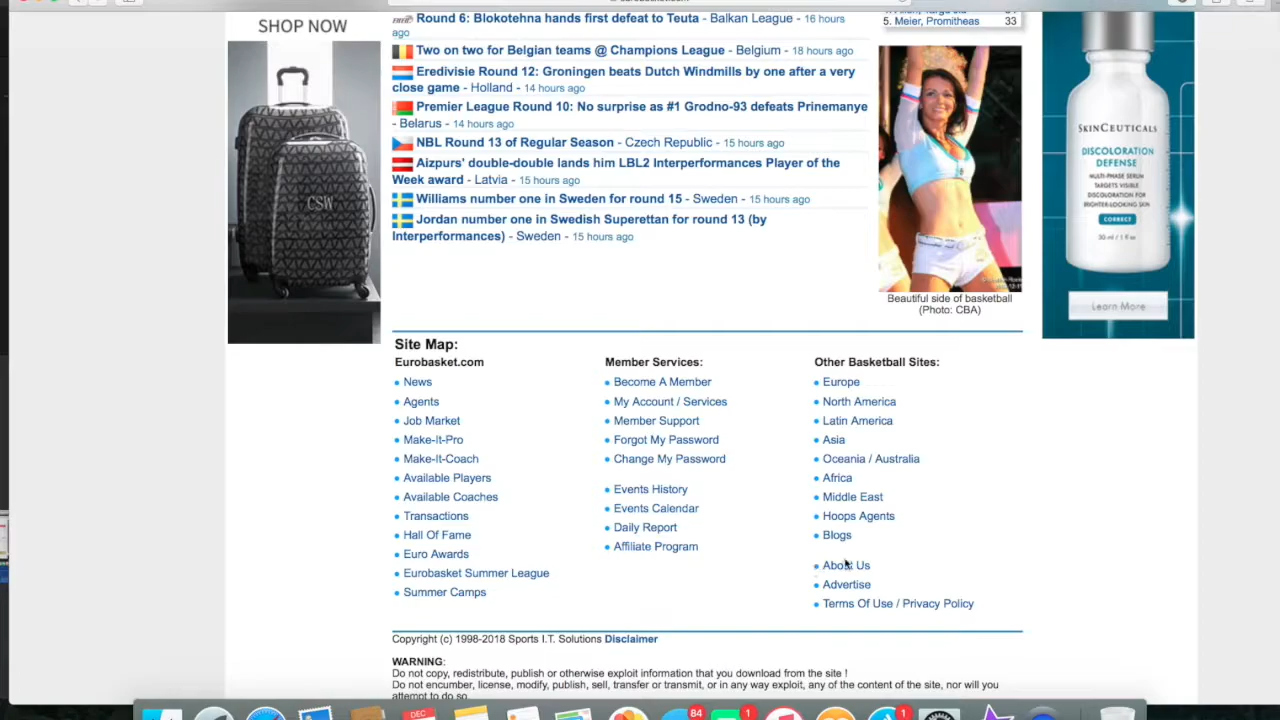 SHOP NOW
CSW
Round 6: Blokotehna hands first defeat to Teuta - Balkan League - 16 hours
ago
Two on two for Belgian teams @ Champions League - Belgium - 18 hours ago
Eredivisie Round 12: Groningen beats Dutch Windmills by one after a very
close game - Holland - 14 hours ago
Premier League Round 10: No surprise as #1 Grodno-93 defeats Prinemanye
- Belarus - 14 hours ago
NBL Round 13 of Regular Season - Czech Republic - 15 hours ago
Aizpurs' double-double lands him LBL2 Interperformances Player of the
Week award - Latvia - 15 hours ago
Williams number one in Sweden for round 15 - Sweden - 15 hours ago
Jordan number one in Swedish Superettan for round 13 (by
Interperformances) - Sweden - 15 hours ago
5. Meier, Promitheas 33
Beautiful side of basketball
(Photo: CBA)
SKINCEUTICALS
DISCOLORATION
DEFENSE
MULTI-PHASE SERUM
TARGETS VISIBLE
DISCOLORATION FOR
BRIGHTER-LOOKING SKIN
CORRECT
30 ml / 1 fl oz
Learn More
Site Map:
Eurobasket.com
News
Agents
Job Market
Make-It-Pro
Make-It-Coach
Available Players
Available Coaches
Transactions
Hall Of Fame
Euro Awards
Eurobasket Summer League
Summer Camps
Member Services:
Become A Member
My Account / Services
Member Support
Forgot My Password
Change My Password
Events History
Events Calendar
Daily Report
Affiliate Program
Other Basketball Sites:
Europe
North America
Latin America
Asia
Oceania / Australia
Africa
Middle East
Hoops Agents
Blogs
About Us
Advertise
Terms Of Use / Privacy Policy
Copyright (c) 1998-2018 Sports I.T. Solutions Disclaimer
WARNING:
Do not copy, redistribute, publish or otherwise exploit information that you download from the site !
Do not encumber, license, modify, publish, sell, transfer or transmit, or in any way exploit, any of the content of the site, nor will you
attempt to do so.
DEC
84
1
1